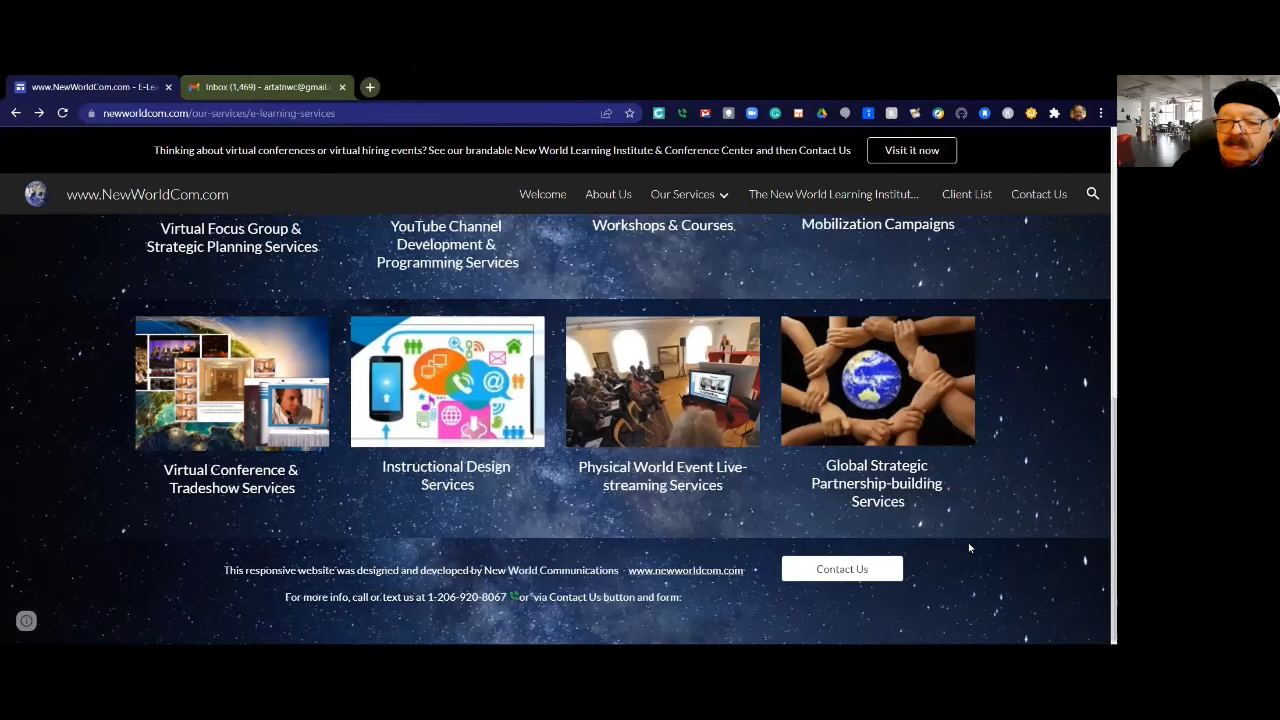 www.NewWorldCom.com - E-Le
Inbox (1,469) - artatnwc@gmail.
newworldcom.com/our-services/e-learning-services
Thinking about virtual conferences or virtual hiring events? See our brandable New World Learning Institute & Conference Center and then Contact Us
Visit it now
www.NewWorldCom.com
Welcome
About Us
Our Services
The New World Learning Institut...
Client List
Contact Us
Virtual Focus Group &
Strategic Planning Services
YouTube Channel
Development &
Programming Services
Workshops & Courses
Mobilization Campaigns
Virtual Conference &
Tradeshow Services
Instructional Design
Services
Physical World Event Live-
streaming Services
Global Strategic
Partnership-building
Services
This responsive website was designed and developed by New World Communications - www.newworldcom.com
Contact Us
For more info, call or text us at 1-206-920-8067 or via Contact Us button and form: